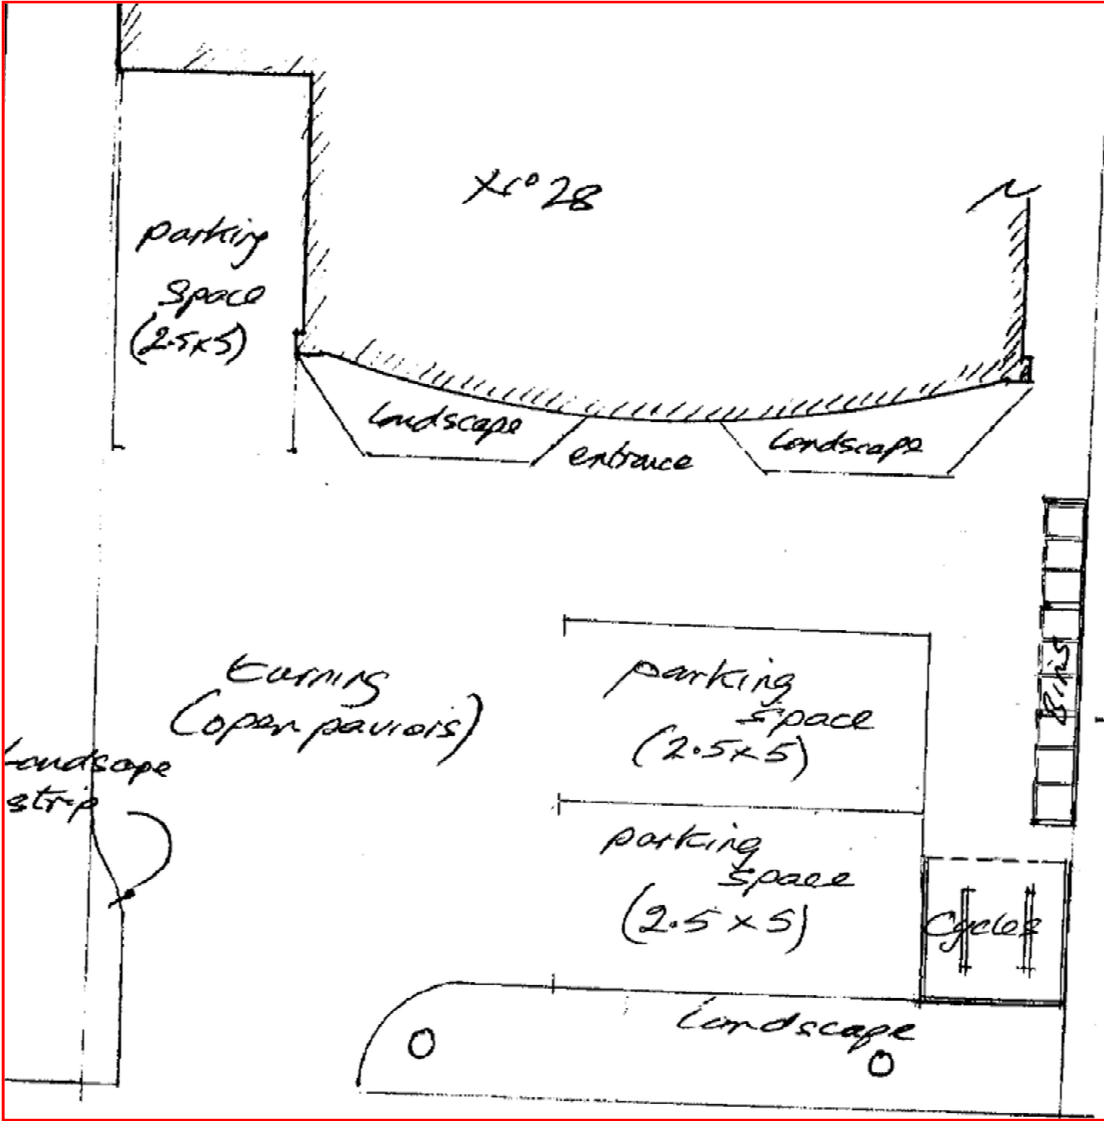 No 28
parking
space
(2.5x5)
landscape
entrance
landscape
Bins
turning
(open paviors)
parking
space
(2.5x5)
Landscape
strip
parking
space
(2.5 x 5)
Cycles
Landscape